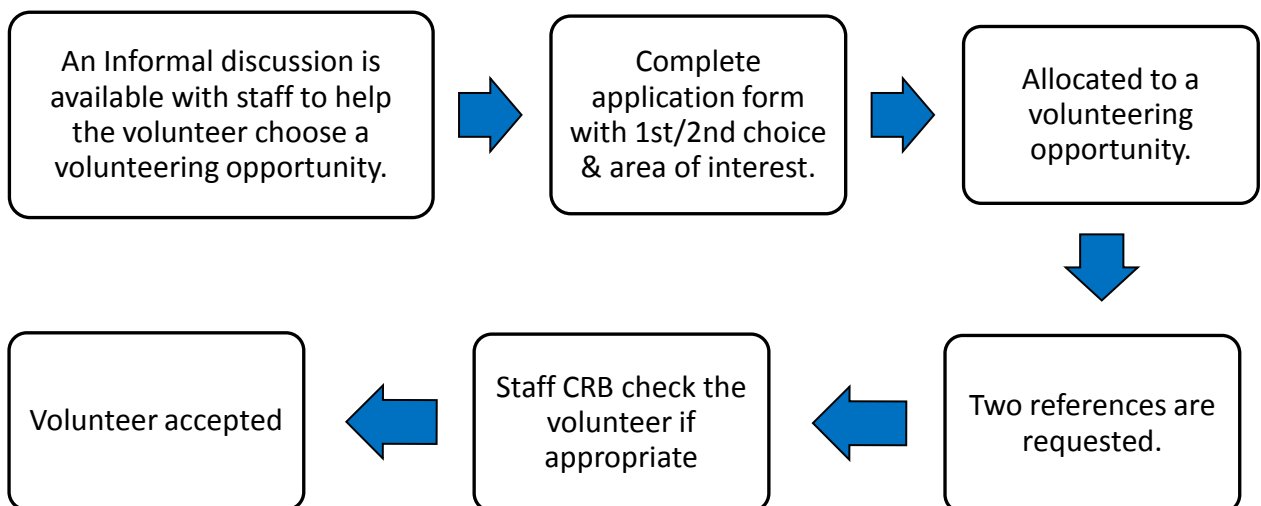 An Informal discussion is
available with staff to help
the volunteer choose a
volunteering opportunity.
Complete
application form
with 1st/2nd choice
& area of interest.
Allocated to a
volunteering
opportunity.
Two references are
requested.
Staff CRB check the
volunteer if
appropriate
Volunteer accepted